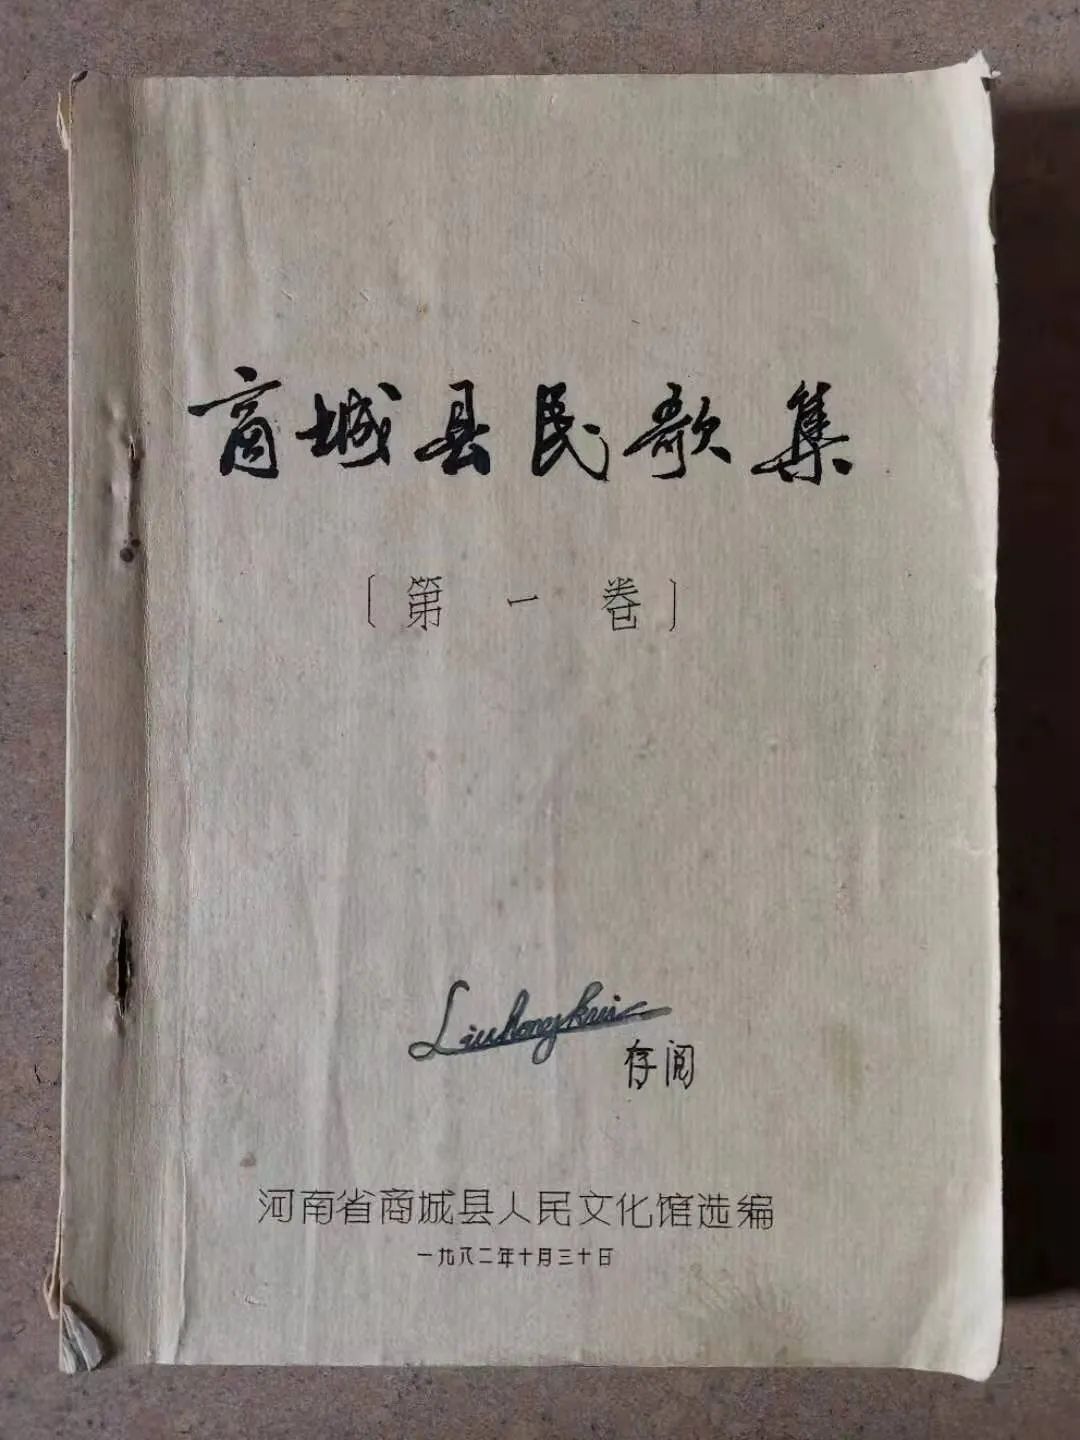 商城县民歌集
〔第一卷〕
Liuhongkui
存阅
河南省商城县人民文化馆选编
一九八二年十月三十日